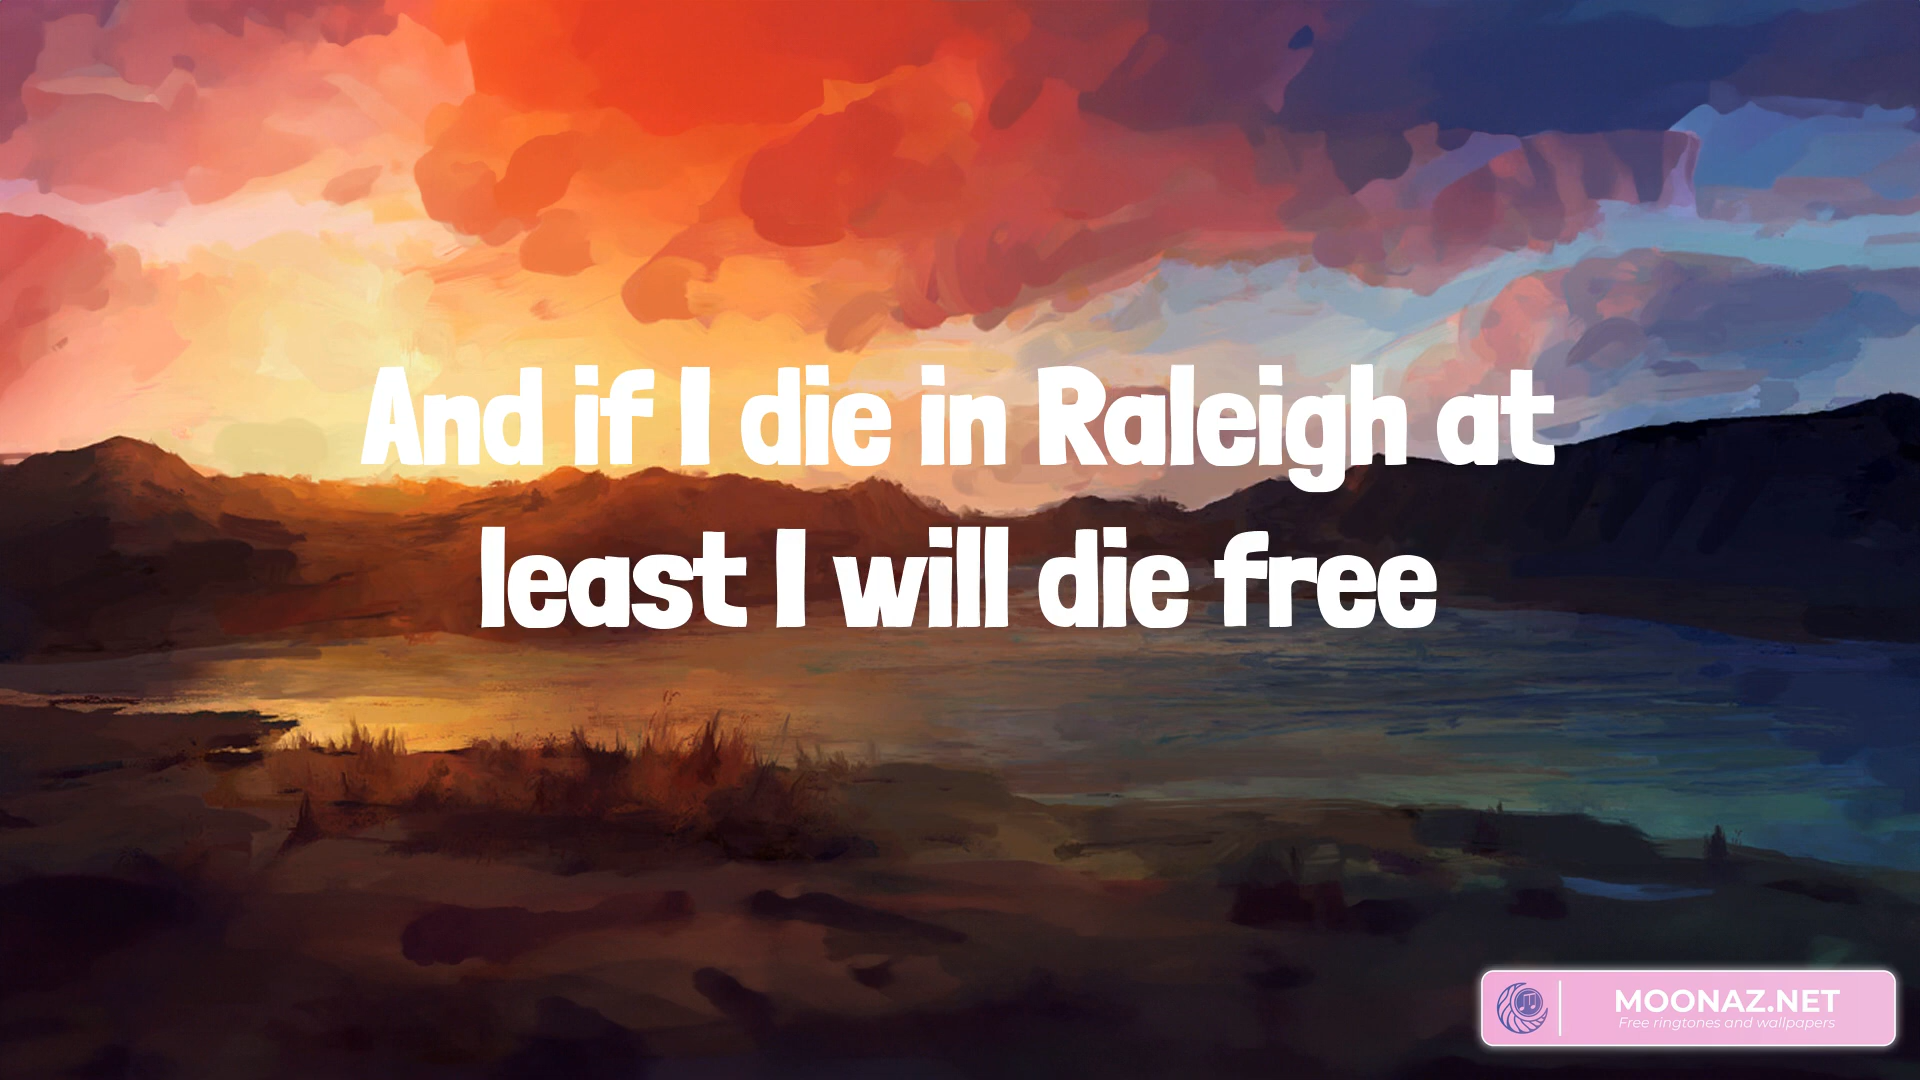 And if I die in Raleigh at
least I will die free
MOONAZ.NET
Free ringtones and wallpapers